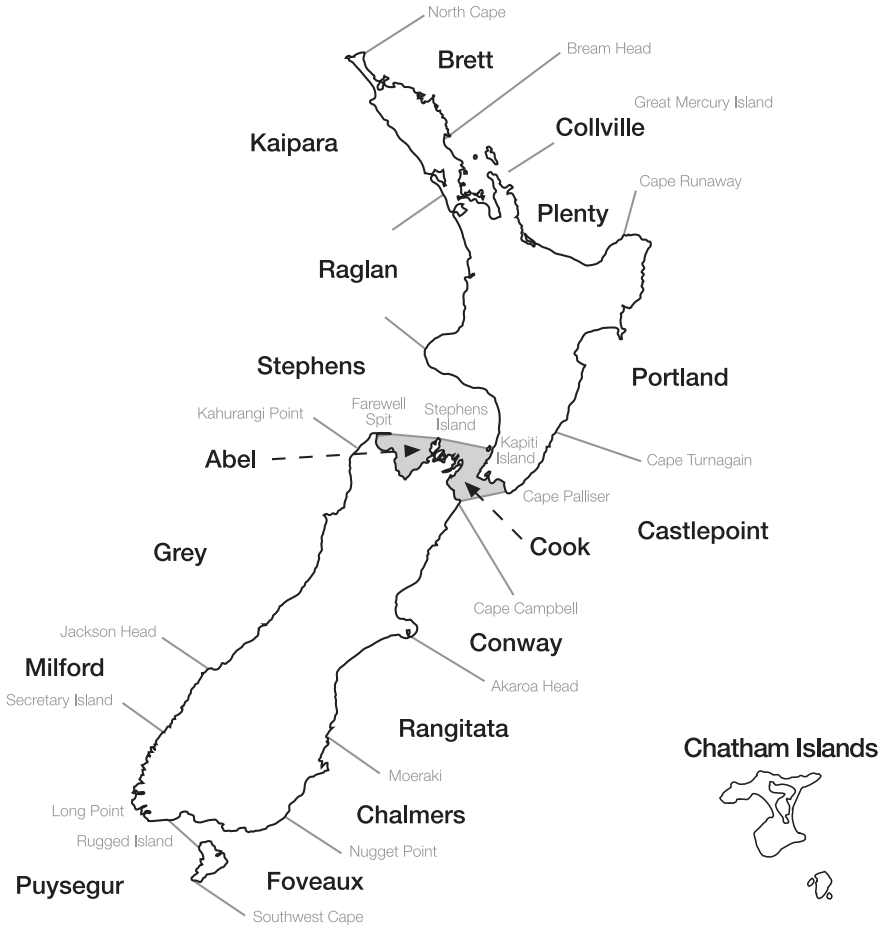 North Cape
Brett
Bream Head
Great Mercury Island
Collville
Kaipara
Cape Runaway
Plenty
Raglan
Stephens
Portland
Farewell
Spit
Stephens
Island
Kahurangi Point
Kapiti
Island
Abel
Cape Turnagain
Cape Palliser
Castlepoint
Cook
Grey
Cape Campbell
Jackson Head
Conway
Milford
Akaroa Head
Secretary Island
Rangitata
Chatham Islands
Moeraki
Long Point
Chalmers
Rugged Island
Nugget Point
Puysegur
Foveaux
Southwest Cape